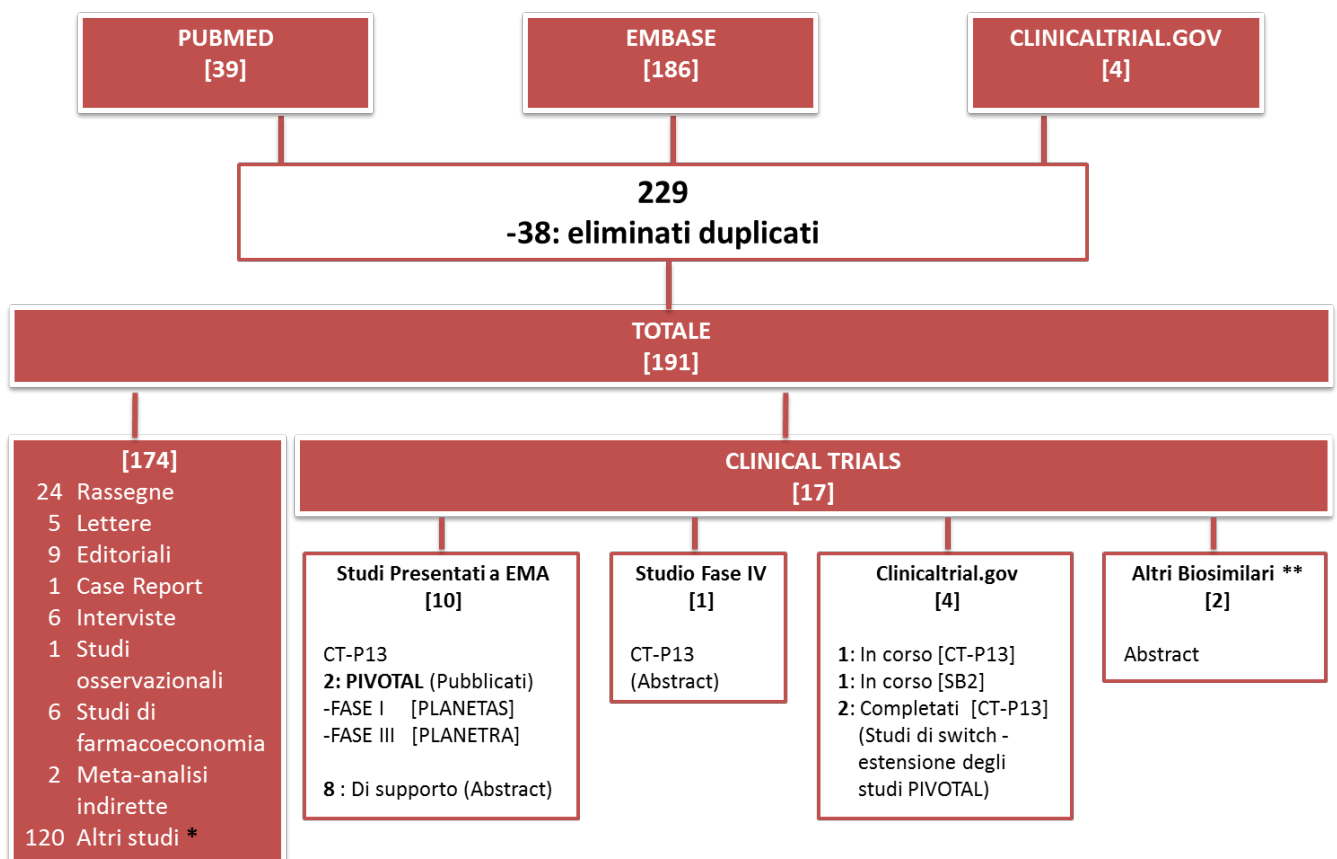 PUBMED
[39]
EMBASE
[186]
CLINICALTRIAL.GOV
[4]
229
-38: eliminati duplicati
TOTALE
[191]
[174]
24 Rassegne
5 Lettere
9 Editoriali
1 Case Report
6 Interviste
1 Studi
osservazionali
6 Studi di
farmacoeconomia
2 Meta-analisi
indirette
120 Altri studi *
CLINICAL TRIALS
[17]
Studi Presentati a EMA
[10]
CT-P13
2: PIVOTAL (Pubblicati)
-FASE I [PLANETAS]
-FASE III [PLANETRA]
8 : Di supporto (Abstract)
Studio Fase IV
[1]
CT-P13
(Abstract)
Clinicaltrial.gov
[4]
1: In corso [CT-P13]
1: In corso [SB2]
2: Completati [CT-P13]
(Studi di switch -
estensione degli
studi PIVOTAL)
Altri Biosimilari **
[2]
Abstract